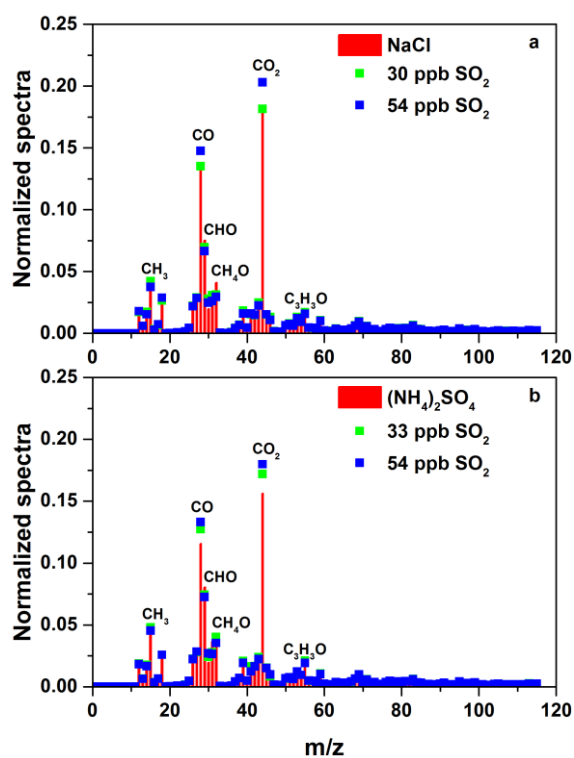 0.25
NaCl
a
30 ppb SO2
54 ppb SO2
CO2
0.20
0.15
CO
0.10
CHO
CH4O
0.05
CH3
C3H3O
0.00
0 20 40 60 80 100 120
Normalized spectra
0.25
(NH4)2SO4
b
33 ppb SO2
54 ppb SO2
0.20
CO2
0.15
CO
0.10
CHO
CH4O
0.05
CH3
C3H3O
0.00
0 20 40 60 80 100 120
Normalized spectra
m/z